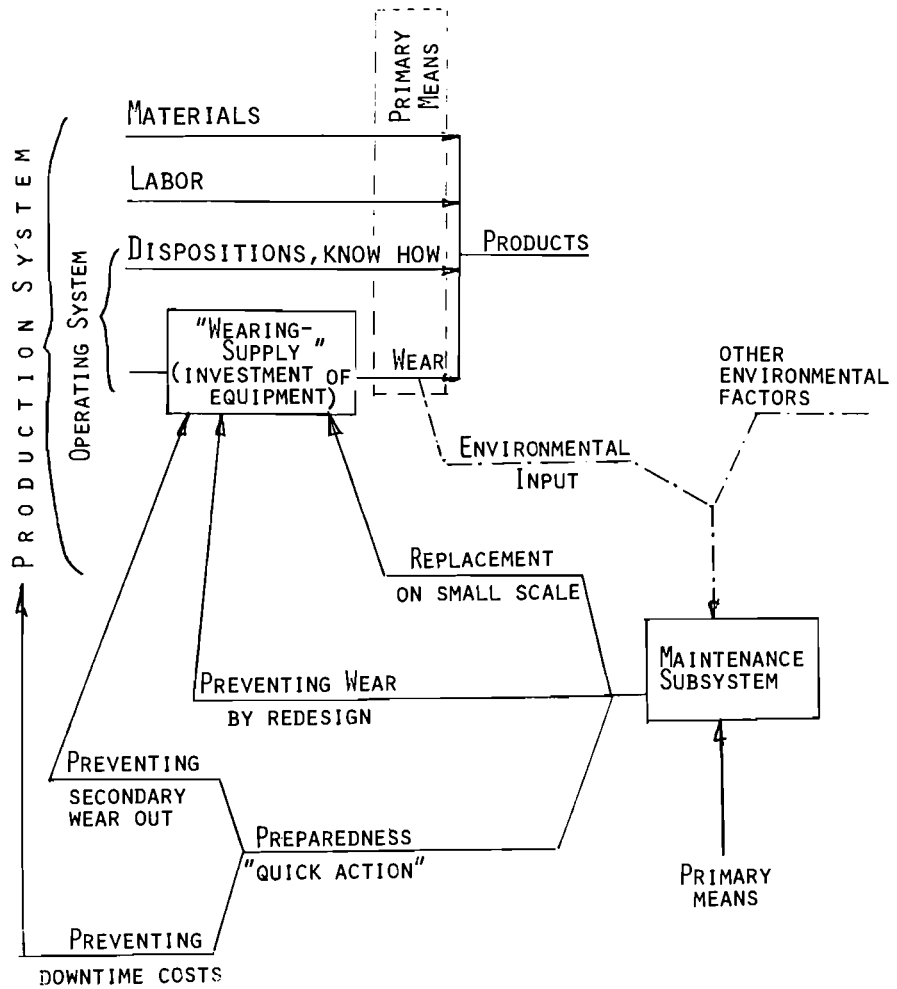 PRIMARY
MEANS
MATERIALS
LABOR
DISPOSITIONS, KNOW HOW
PRODUCTS
PRODUCTION SYSTEM
OPERATING SYSTEM
"WEARING-
SUPPLY "
(INVESTMENT OF
EQUIPMENT)
WEAR
OTHER
ENVIRONMENTAL
FACTORS
ENVIRONMENTAL
INPUT
REPLACEMENT
ON SMALL SCALE
MAINTENANCE
SUBSYSTEM
PREVENTING WEAR
BY REDESIGN
PREVENTING
SECONDARY
WEAR OUT
PREPAREDNESS
"QUICK ACTION"
PRIMARY
MEANS
PREVENTING
DOWNTIME COSTS